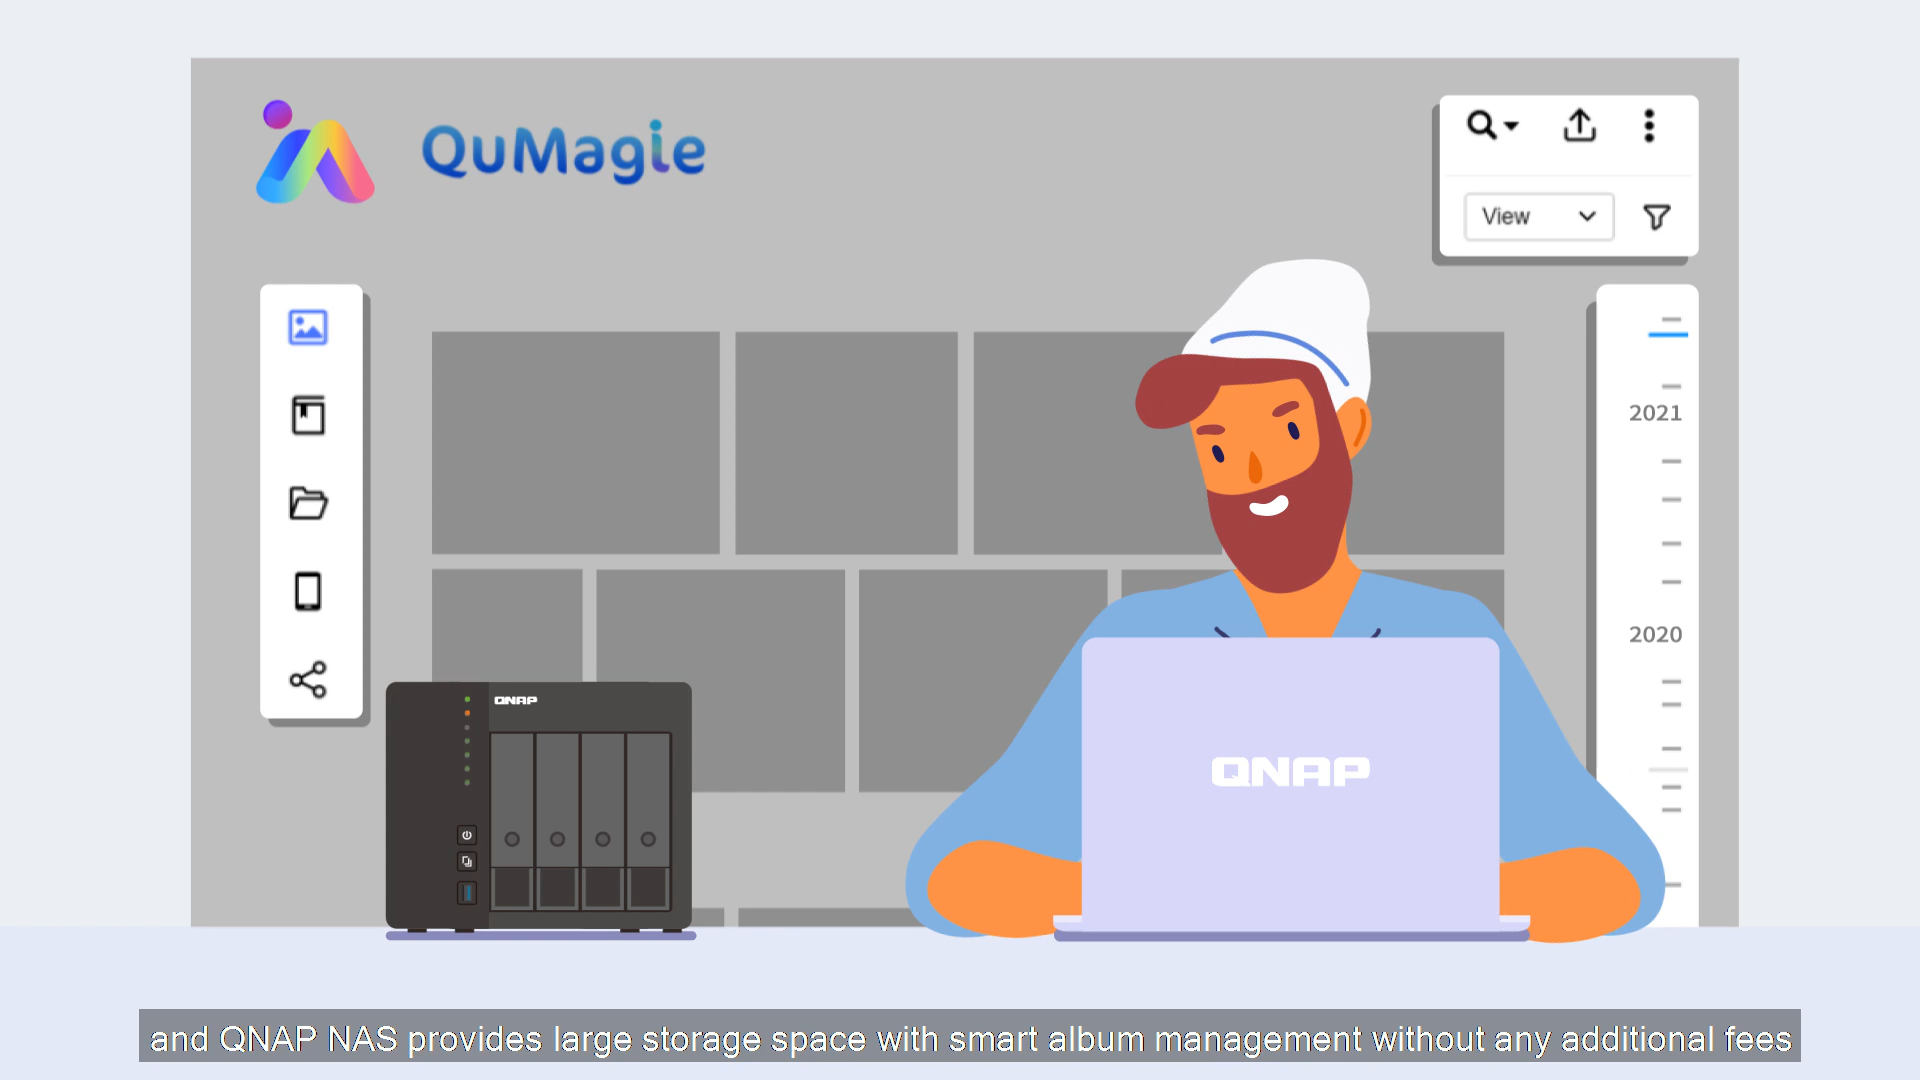 QuMagie
View
2021
2020
QNAP
QNAP
and QNAP NAS provides large storage space with smart album management without any additional fees